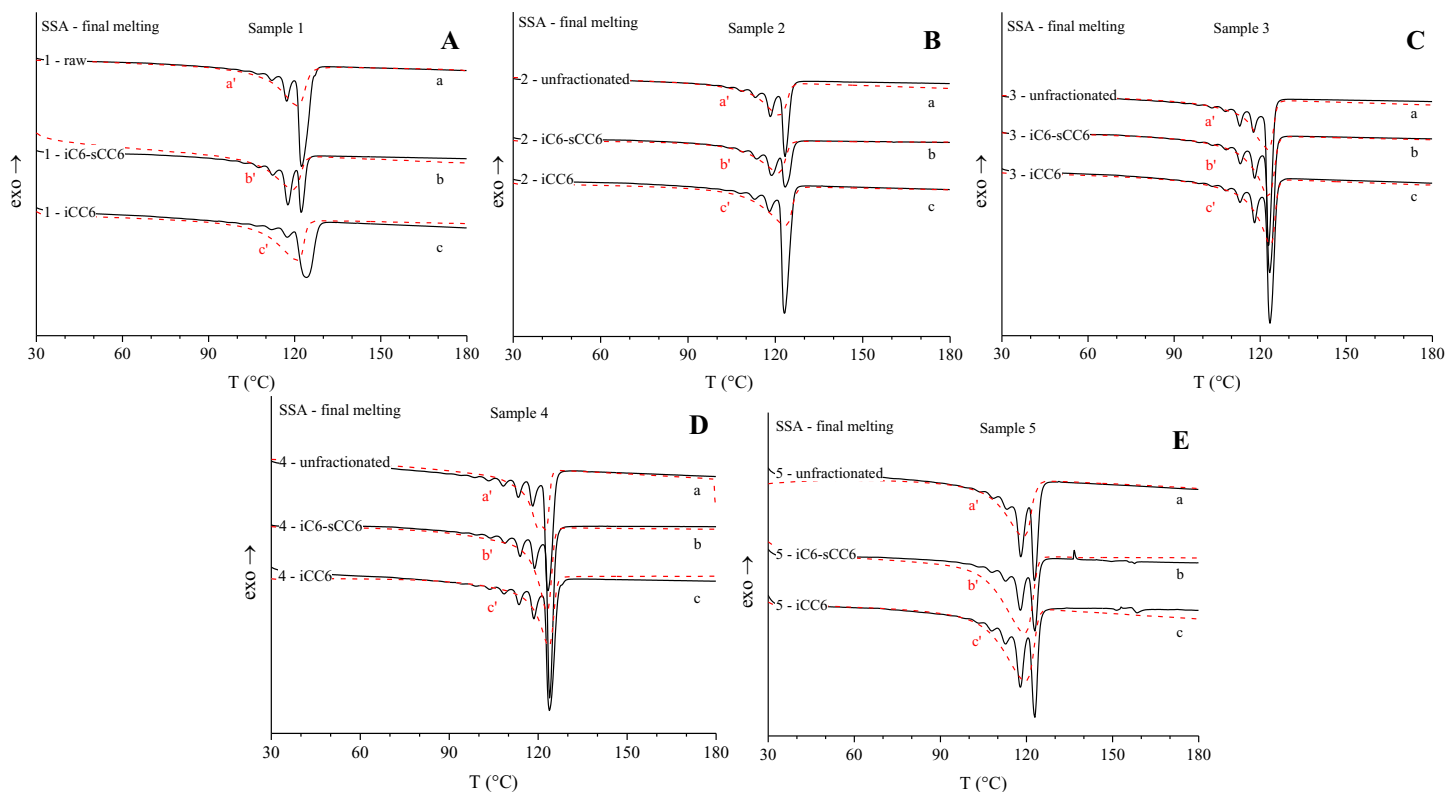 SSA - final melting Sample 1 A
1 - raw
a'
a
1 - iC6-sCC6
b'
b
1 - iCC6
c'
c
exo →
30 60 90 120 150 180
T (°C)
SSA - final melting Sample 2 B
2 - unfractionated
a'
a
2 - iC6-sCC6
b'
b
2 - iCC6
c'
c
exo →
30 60 90 120 150 180
T (°C)
SSA - final melting Sample 3 C
3 - unfractionated
a'
a
3 - iC6-sCC6
b'
b
3 - iCC6
c'
c
exo →
30 60 90 120 150 180
T (°C)
SSA - final melting Sample 4 D
4 - unfractionated
a'
a
4 - iC6-sCC6
b'
b
4 - iCC6
c'
c
exo →
30 60 90 120 150 180
T (°C)
SSA - final melting Sample 5 E
5 - unfractionated
a'
a
5 - iC6-sCC6
b'
b
5 - iCC6
c'
c
exo →
30 60 90 120 150 180
T (°C)